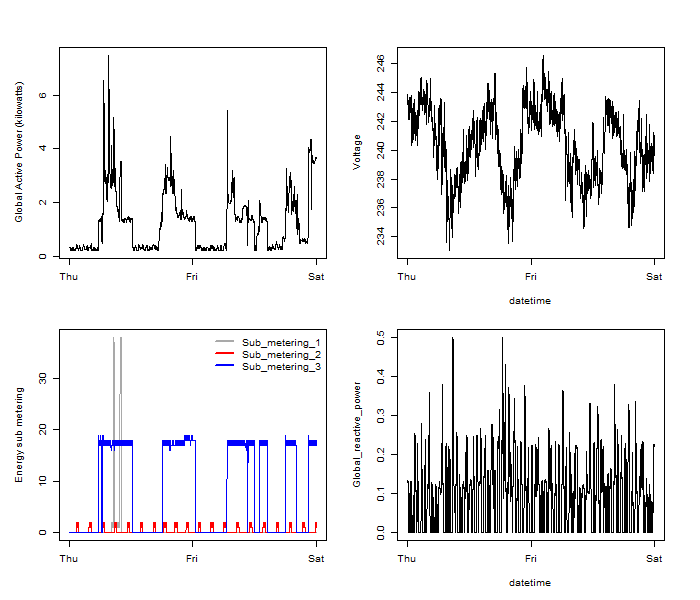 Global Active Power (kilowatts)
0 2 4 6
Thu Fri Sat
Voltage
234 236 238 240 242 244 246
Thu Fri Sat
datetime
Energy sub metering
0 10 20 30
Sub_metering_1
Sub_metering_2
Sub_metering_3
Thu Fri Sat
Global_reactive_power
0.0 0.1 0.2 0.3 0.4 0.5
Thu Fri Sat
datetime